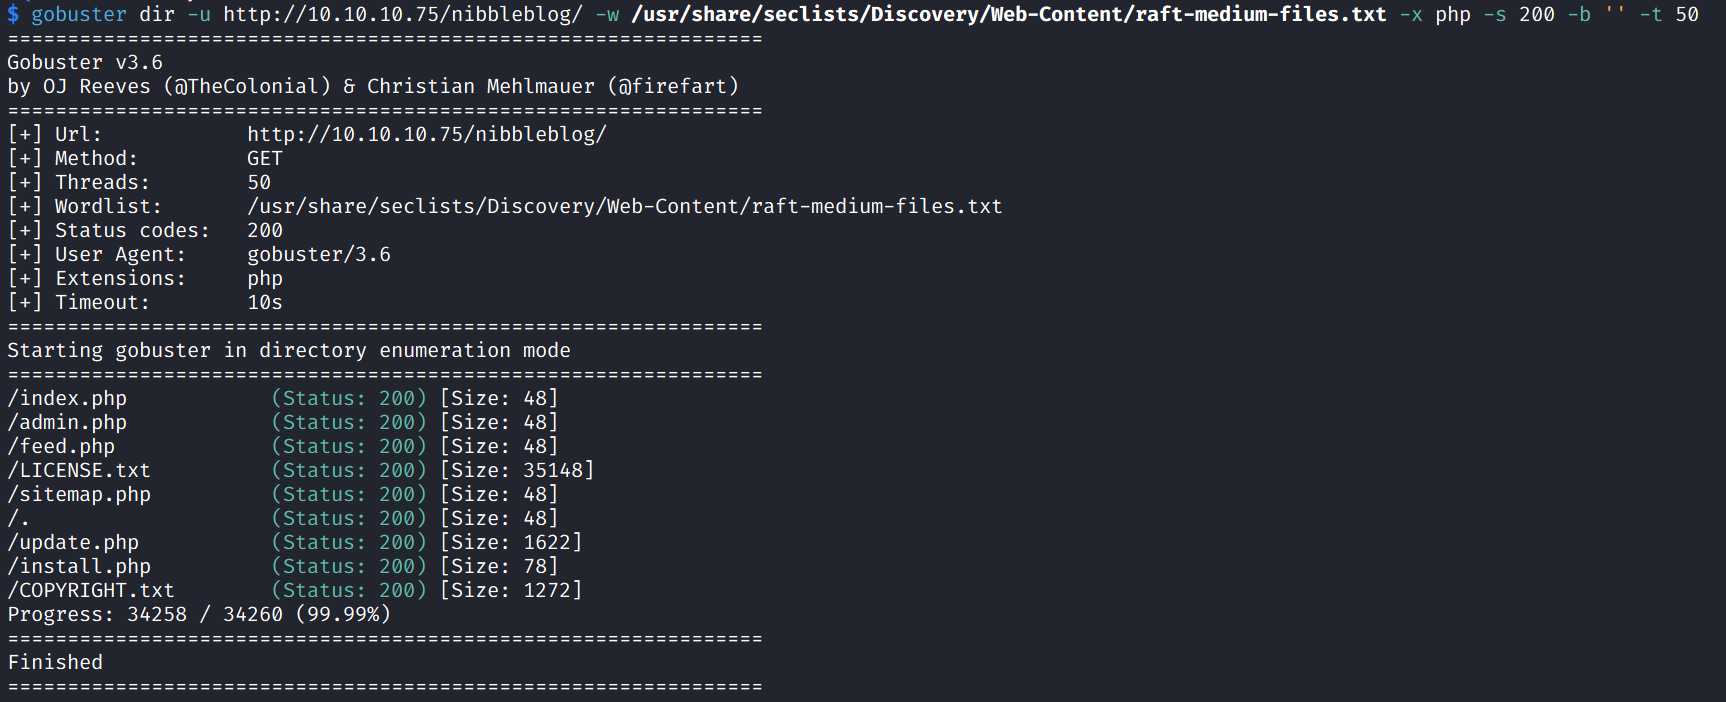 $ gobuster dir -u http://10.10.10.75/nibbleblog/ -w /usr/share/seclists/Discovery/Web-Content/raft-medium-files.txt -x php -s 200 -b '' -t 50
===============================================================
Gobuster v3.6
by OJ Reeves (@TheColonial) & Christian Mehlmauer (@firefart)
===============================================================
[+] Url:            http://10.10.10.75/nibbleblog/
[+] Method:         GET
[+] Threads:        50
[+] Wordlist:       /usr/share/seclists/Discovery/Web-Content/raft-medium-files.txt
[+] Status codes:   200
[+] User Agent:     gobuster/3.6
[+] Extensions:     php
[+] Timeout:        10s
===============================================================
Starting gobuster in directory enumeration mode
===============================================================
/index.php            (Status: 200) [Size: 48]
/admin.php            (Status: 200) [Size: 48]
/feed.php             (Status: 200) [Size: 48]
/LICENSE.txt          (Status: 200) [Size: 35148]
/sitemap.php          (Status: 200) [Size: 48]
/.                    (Status: 200) [Size: 48]
/update.php           (Status: 200) [Size: 1622]
/install.php          (Status: 200) [Size: 78]
/COPYRIGHT.txt        (Status: 200) [Size: 1272]
Progress: 34258 / 34260 (99.99%)
===============================================================
Finished
===============================================================